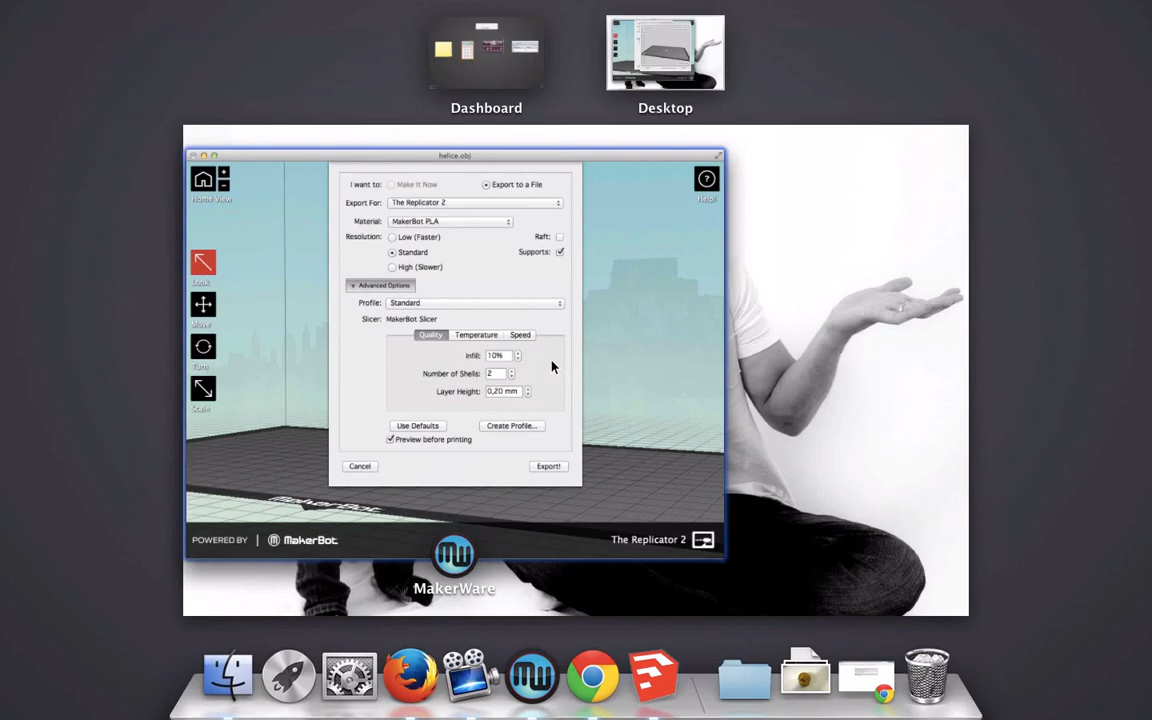 Dashboard
Desktop
helice.obj
Home View
Help!
I want to: Make It Now Export to a File
Export For: The Replicator 2
Material: MakerBot PLA
Resolution: Low (Faster) Raft:
Standard Supports:
High (Slower)
Look
Advanced Options
Profile: Standard
Move
Slicer: MakerBot Slicer
Quality Temperature Speed
Infill: 10%
Turn
Number of Shells: 2
Layer Height: 0,20 mm
Scale
Use Defaults Create Profile...
Preview before printing
Cancel Export!
MakerBot
POWERED BY MakerBot. The Replicator 2
MakerWare